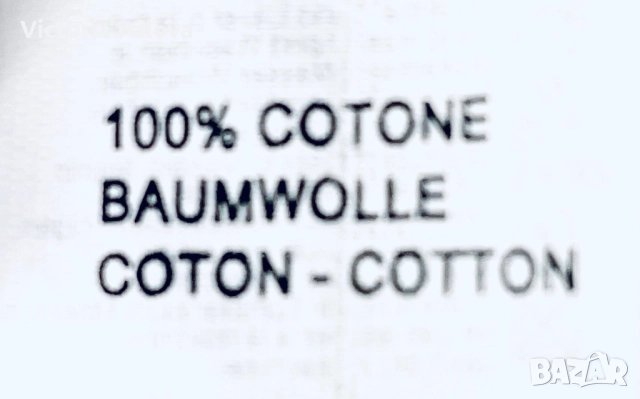 100% COTONE
BAUMWOLLE
COTON - COTTON
BAZAR